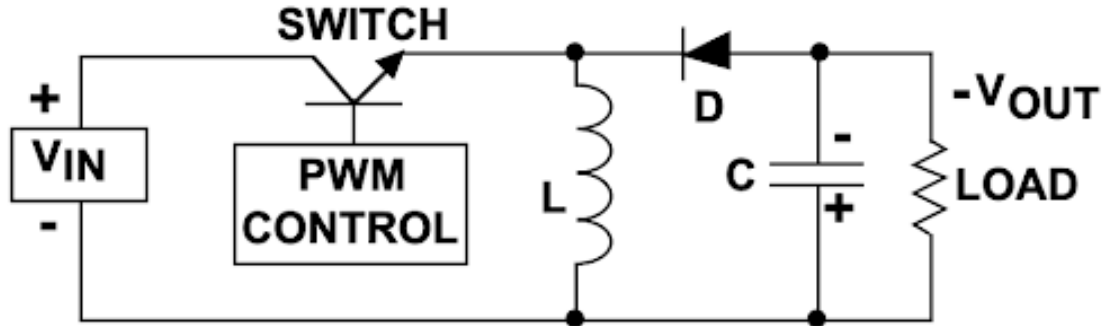 SWITCH
+
VIN
-
PWM
CONTROL
L
D
C
-
+
-VOUT
LOAD